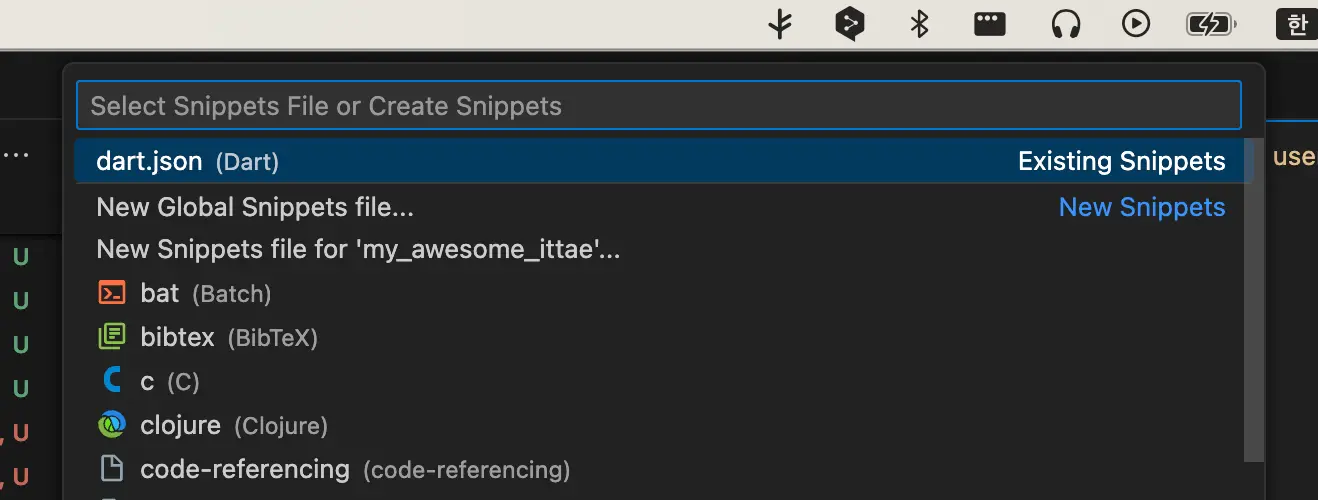 한
Select Snippets File or Create Snippets
... dart.json (Dart) Existing Snippets use
New Global Snippets file... New Snippets
New Snippets file for 'my_awesome_ittae'...
U
bat (Batch)
U
bibtex (BibTeX)
U
c (C)
U
clojure (Clojure)
, U
code-referencing (code-referencing)
, U